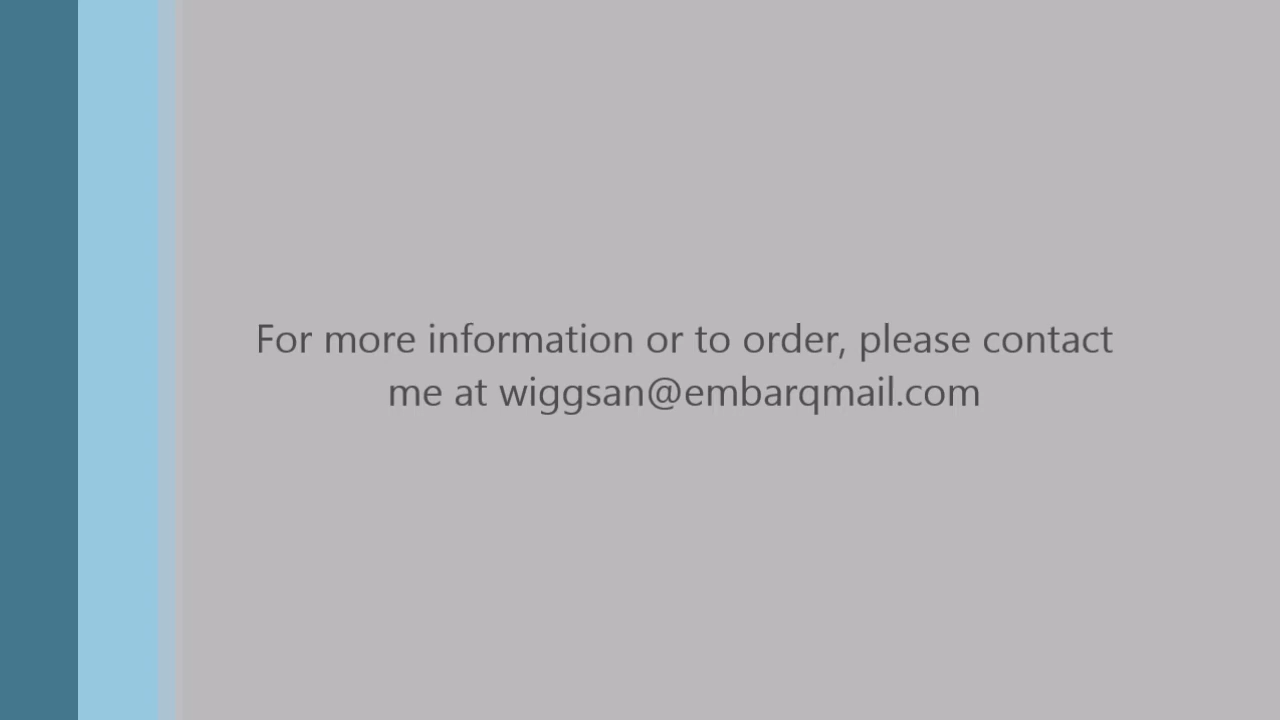 For more information or to order, please contact
me at wiggsan@embarqmail.com